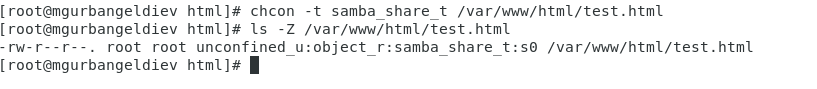 [root@mgurbangeldiev html]# chcon -t samba_share_t /var/www/html/test.html
[root@mgurbangeldiev html]# ls -Z /var/www/html/test.html
-rw-r--r--. root root unconfined_u:object_r:samba_share_t:s0 /var/www/html/test.html
[root@mgurbangeldiev html]#